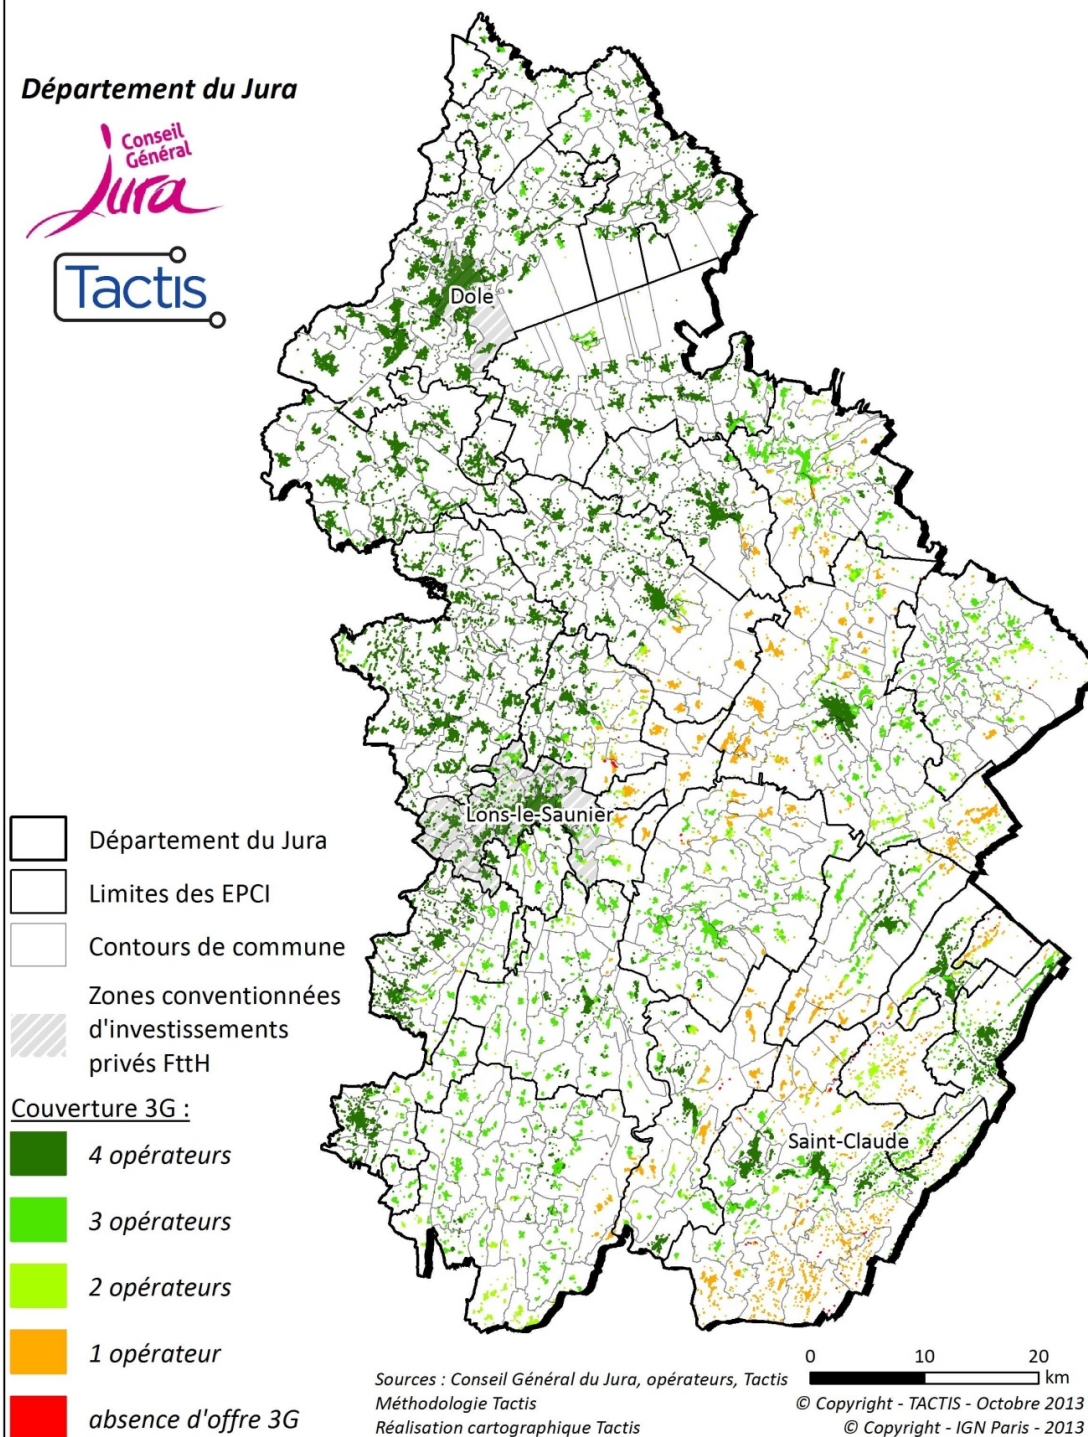 Département du Jura
Conseil
Général
Jura
Tactis
Dole
Lons-le-Saunier
Saint-Claude
Département du Jura
Limites des EPCI
Contours de commune
Zones conventionnées
d'investissements
privés FttH
Couverture 3G :
4 opérateurs
3 opérateurs
2 opérateurs
1 opérateur
absence d'offre 3G
0 10 20
km
Sources : Conseil Général du Jura, opérateurs, Tactis
Méthodologie Tactis
Réalisation cartographique Tactis
© Copyright - TACTIS - Octobre 2013
© Copyright - IGN Paris - 2013